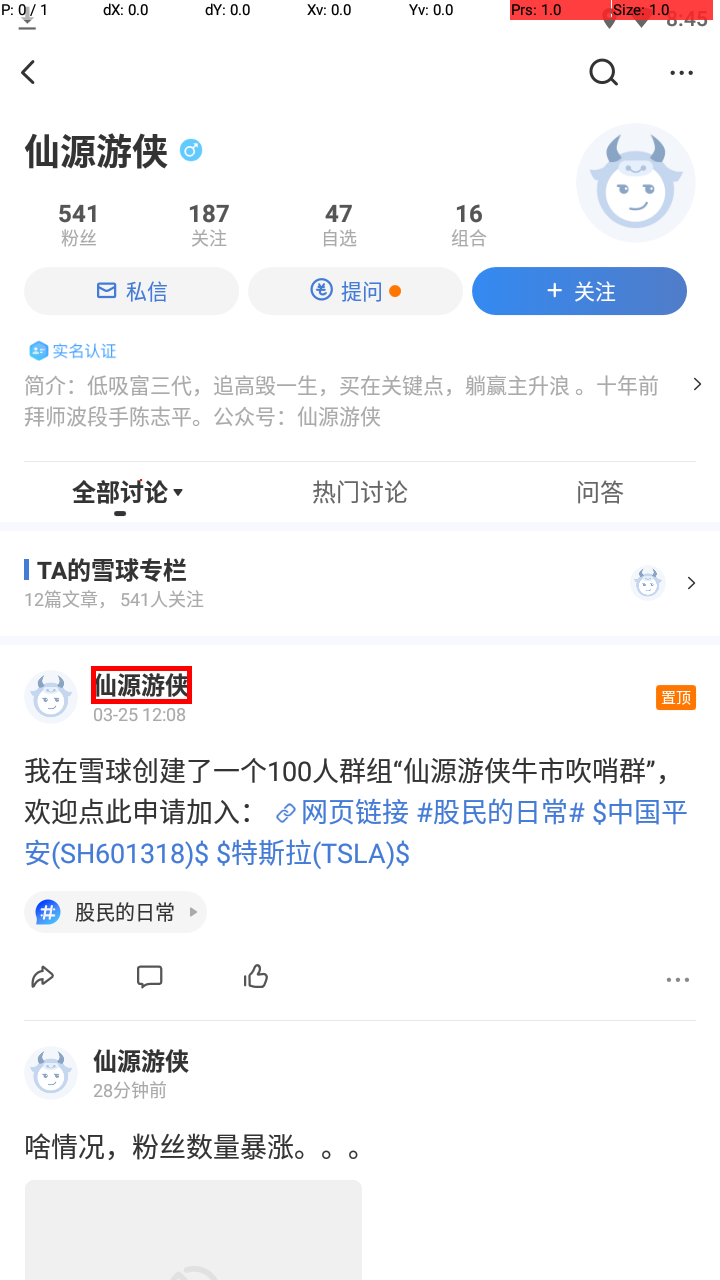 P: 0 / 1 dX: 0.0 dY: 0.0 Xv: 0.0 Yv: 0.0 Prs: 1.0 Size: 1.0
8:45
仙源游侠
541 187 47 16
粉丝 关注 自选 组合
私信 提问 + 关注
实名认证
简介：低吸富三代，追高毁一生，买在关键点，躺赢主升浪 。十年前
拜师波段手陈志平。公众号：仙源游侠
全部讨论 热门讨论 问答
TA的雪球专栏
12篇文章， 541人关注
仙源游侠
置顶
03-25 12:08
我在雪球创建了一个100人群组“仙源游侠牛市吹哨群”，
欢迎点此申请加入： 网页链接 #股民的日常# $中国平
安(SH601318)$ $特斯拉(TSLA)$
# 股民的日常
仙源游侠
28分钟前
啥情况，粉丝数量暴涨。。。